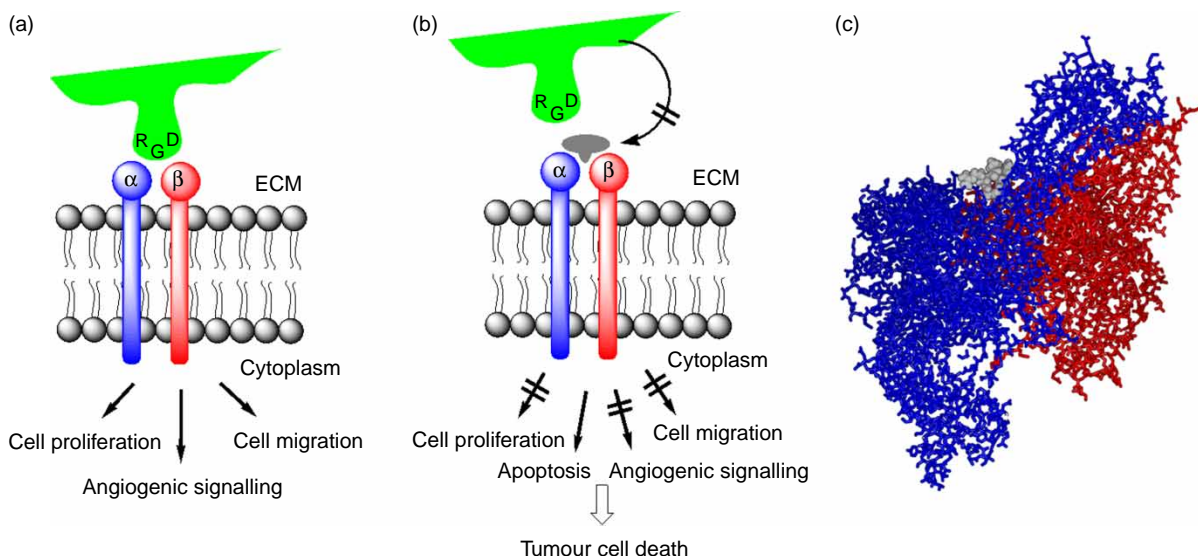 (a)
R G D
α β
ECM
Cytoplasm
Cell proliferation
Cell migration
Angiogenic signalling
(b)
R G D
α β
ECM
Cytoplasm
Cell proliferation
Cell migration
Apoptosis
Angiogenic signalling
Tumour cell death
(c)